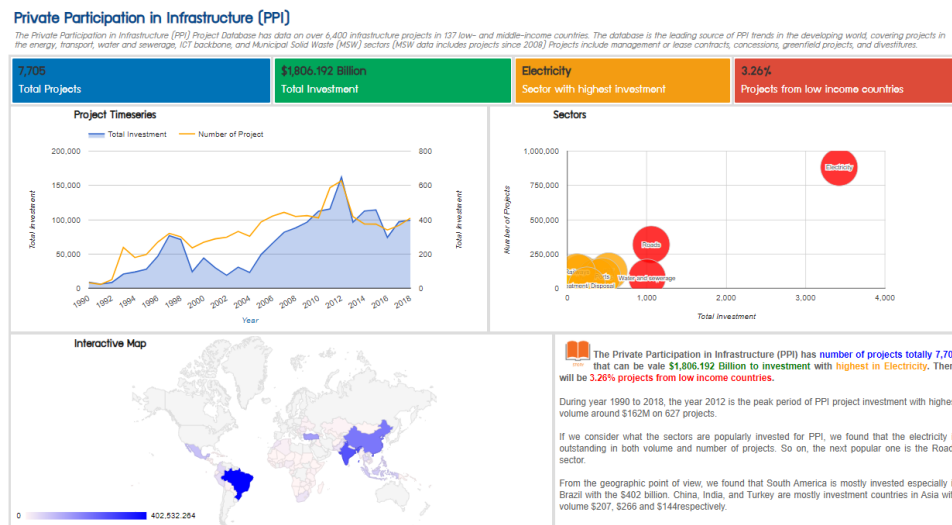 Private Participation in Infrastructure (PPI)
The Private Participation in Infrastructure (PPI) Project Database has data on over 6,400 infrastructure projects in 137 low- and middle-income countries. The database is the leading source of PPI trends in the developing world, covering projects in
the energy, transport, water and sewerage, ICT backbone, and Municipal Solid Waste (MSW) sectors (MSW data includes projects since 2008) Projects include management or lease contracts, concessions, greenfield projects, and divestitures.
7,705
Total Projects
$1,806.192 Billion
Total Investment
Electricity
Sector with highest investment
3.26%
Projects from low income countries
Project Timeseries
Total Investment
Number of Project
200,000
150,000
100,000
50,000
0
800
600
400
200
0
Total Investment
Total Investment
1990
1992
1994
1996
1998
2000
2002
2004
2006
2008
2010
2012
2014
2016
2018
Year
Sectors
1,000,000
750,000
500,000
250,000
0
Number of Projects
Electricity
Roads
Water and sewerage
Disposal
0
1,000
2,000
3,000
4,000
Total Investment
Interactive Map
0
402,532.264
The Private Participation in Infrastructure (PPI) has number of projects totally 7,70
that can be vale $1,806.192 Billion to investment with highest in Electricity. Ther
will be 3.26% projects from low income countries.
During year 1990 to 2018, the year 2012 is the peak period of PPI project investment with highes
volume around $162M on 627 projects.
If we consider what the sectors are popularly invested for PPI, we found that the electricity i
outstanding in both volume and number of projects. So on, the next popular one is the Road
sector.
From the geographic point of view, we found that South America is mostly invested especially i
Brazil with the $402 billion. China, India, and Turkey are mostly investment countries in Asia wit
volume $207, $266 and $144respectively.